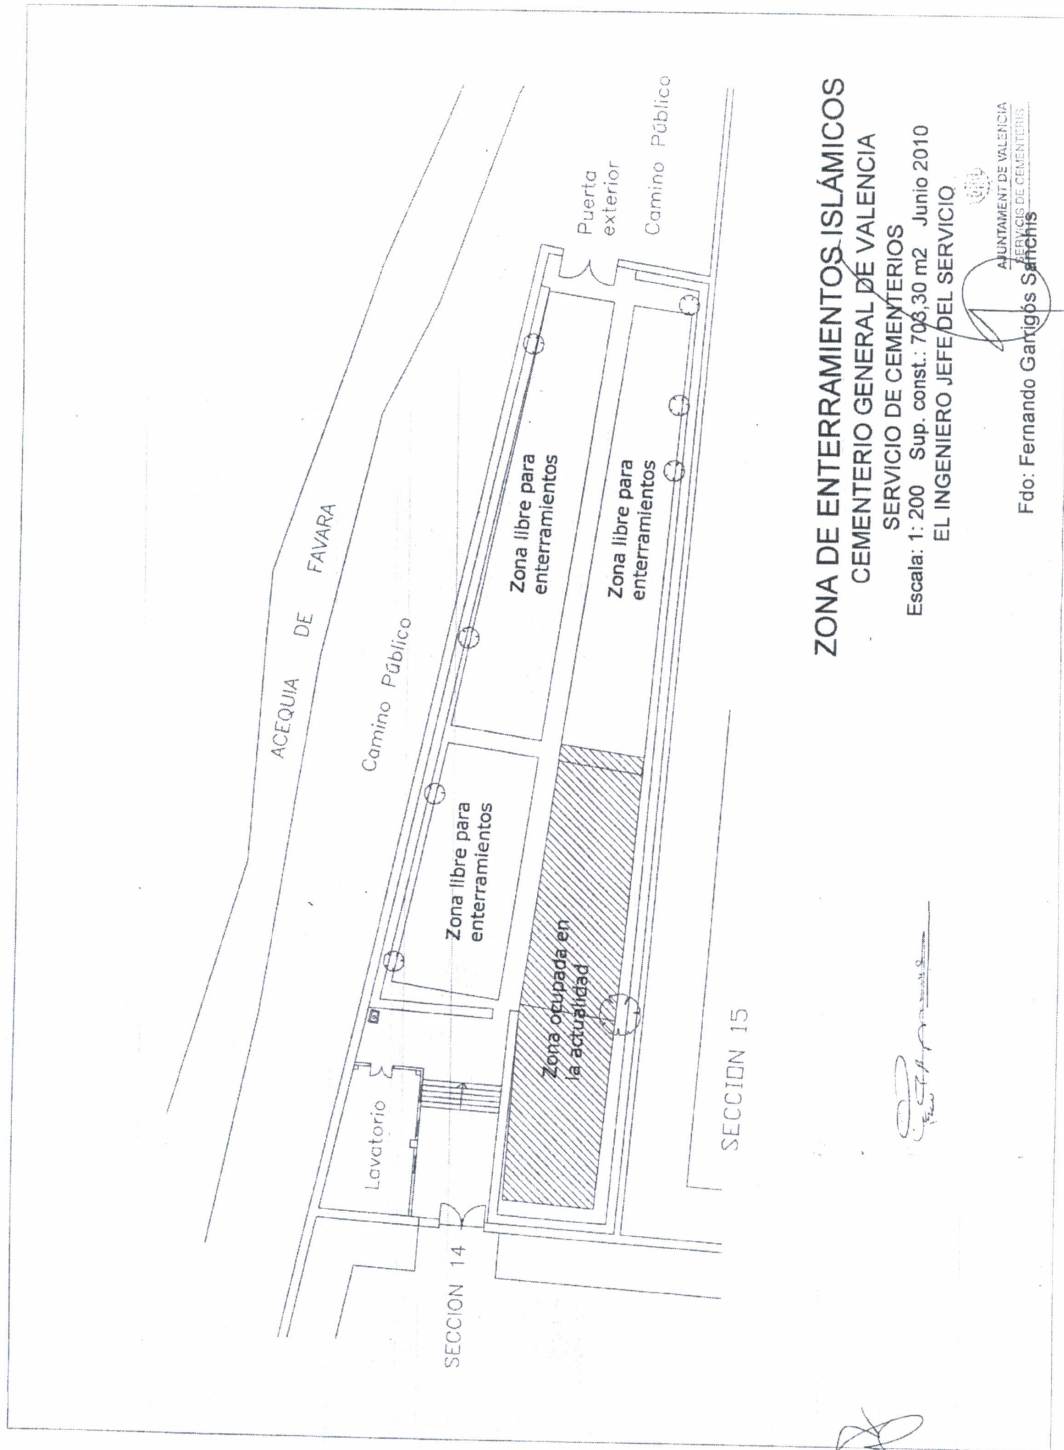 ACEQUIA DE FAVARA
Camino Público
Puerta
exterior
Camino Público
Zona libre para
enterramientos
Zona libre para
enterramientos
Zona libre para
enterramientos
Zona ocupada en
la actualidad
Lavatorio
SECCION 14
SECCION 15
ZONA DE ENTERRAMIENTOS ISLÁMICOS
CEMENTERIO GENERAL DE VALENCIA
SERVICIO DE CEMENTERIOS
Escala: 1: 200 Sup. const.: 703,30 m2 Junio 2010
EL INGENIERO JEFE DEL SERVICIO
AJUNTAMENT DE VALENCIA
SERVICIS DE CEMENTERIS
Fdo: Fernando Garrigós Sanchis